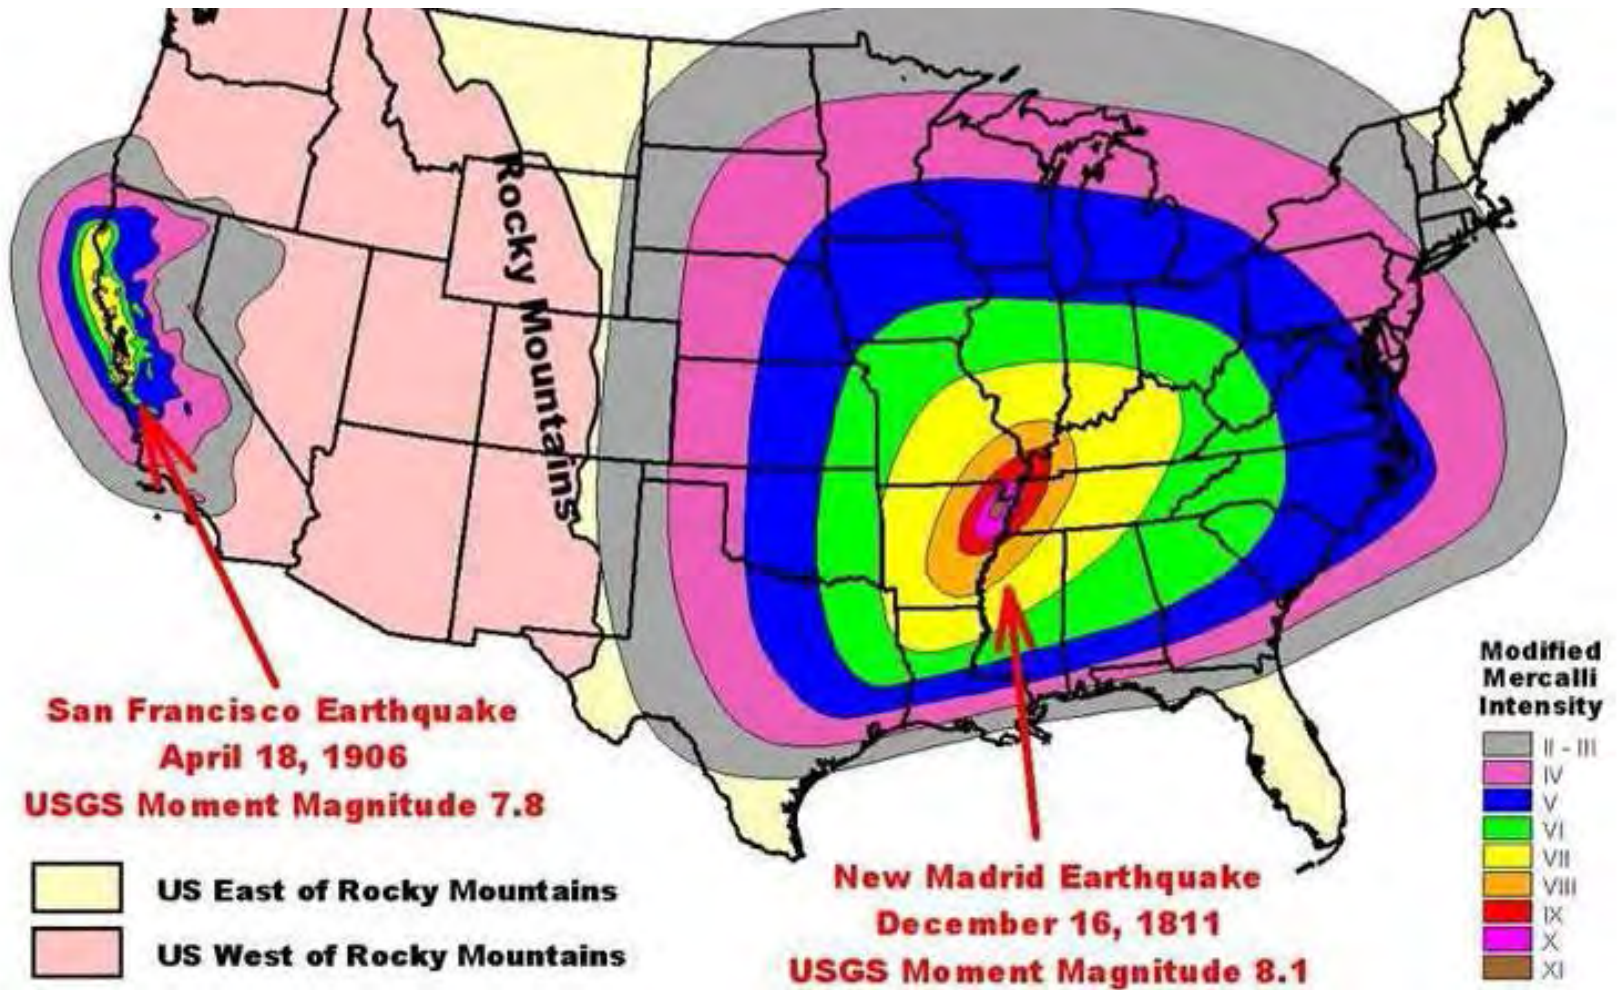 Rocky Mountains
San Francisco Earthquake
April 18, 1906
USGS Moment Magnitude 7.8
US East of Rocky Mountains
US West of Rocky Mountains
New Madrid Earthquake
December 16, 1811
USGS Moment Magnitude 8.1
Modified
Mercalli
Intensity
II - III
IV
V
VI
VII
VIII
IX
X
XI